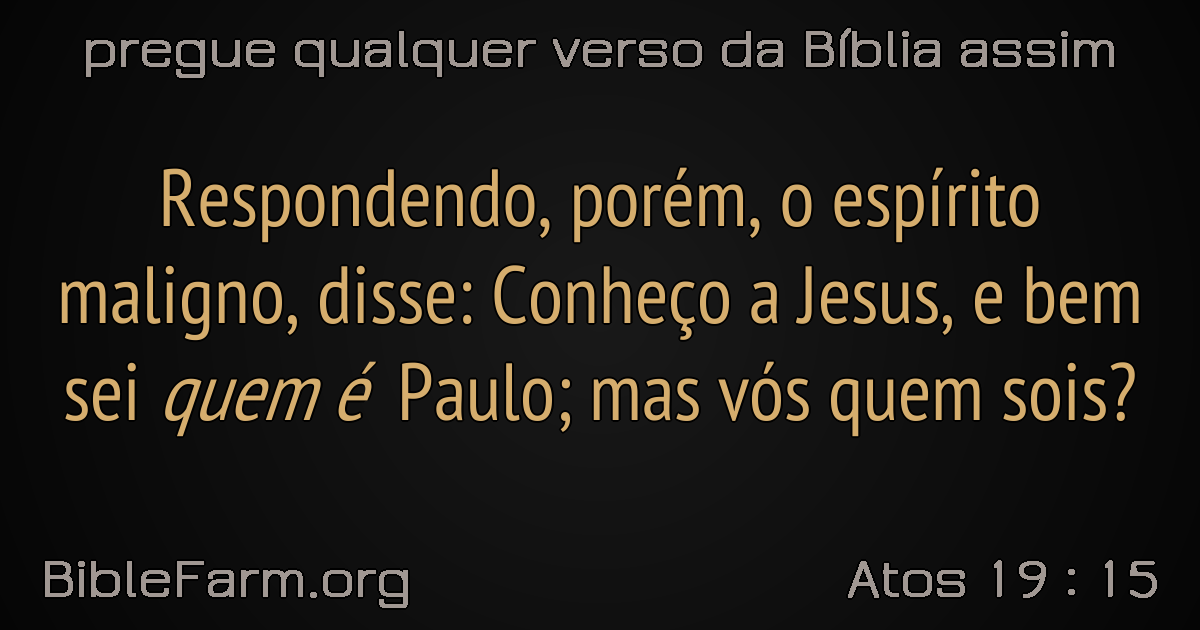 pregue qualquer verso da Bíblia assim
Respondendo, porém, o espírito
maligno, disse: Conheço a Jesus, e bem
sei quem é Paulo; mas vós quem sois?
BibleFarm.org
Atos 19 : 15